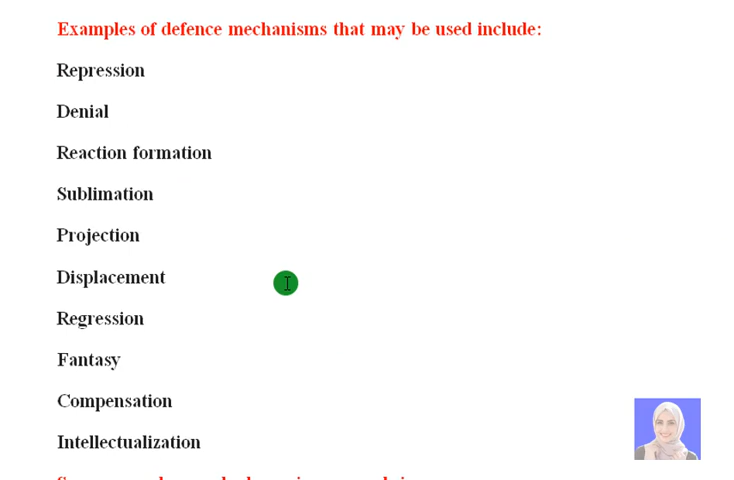 Examples of defence mechanisms that may be used include:
Repression
Denial
Reaction formation
Sublimation
Projection
Displacement
Regression
Fantasy
Compensation
Intellectualization